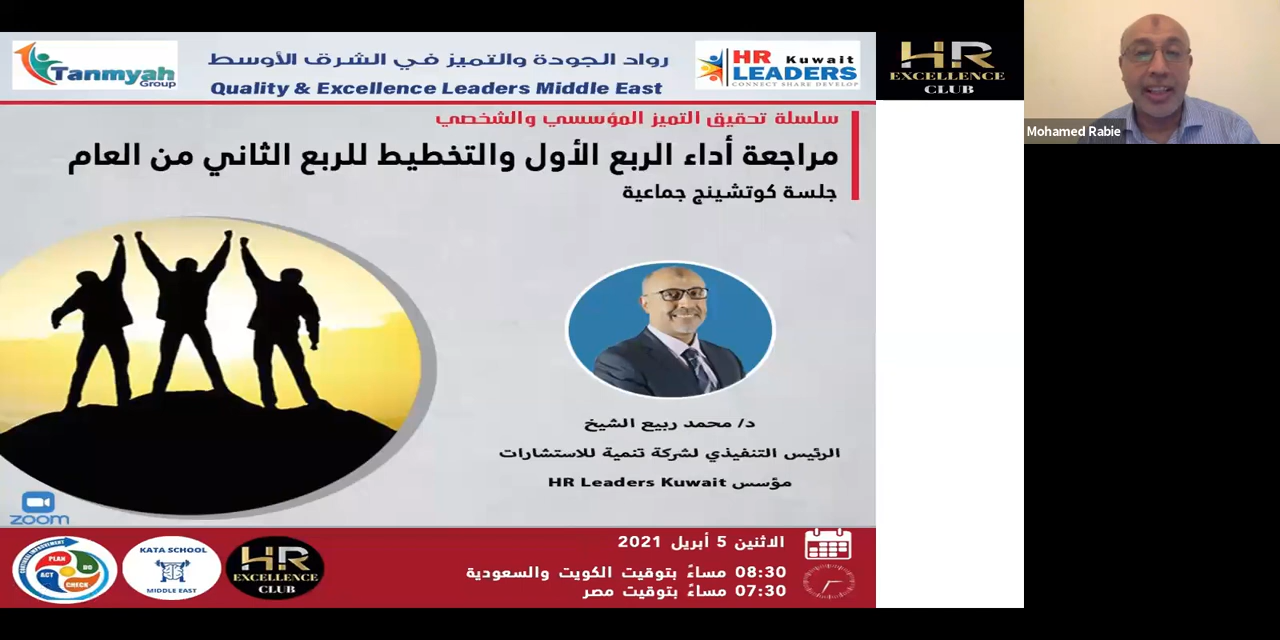 Tanmyah
Group
رواد الجودة والتميز في الشرق الأوسط
Quality & Excellence Leaders Middle East
HR Kuwait
LEADERS
CONNECT SHARE DEVELOP
HR
EXCELLENCE
CLUB
Mohamed Rabie
سلسلة تحقيق التميز المؤسسي والشخصي
مراجعة أداء الربع الأول والتخطيط للربع الثاني من العام
جلسة كوتشينج جماعية
د/ محمد ربيع الشيخ
الرئيس التنفيذي لشركة تنمية للاستشارات
مؤسس HR Leaders Kuwait
zoom
PLAN
DO
CHECK
ACT
KATA SCHOOL
MIDDLE EAST
HR
EXCELLENCE
CLUB
الاثنين 5 أبريل 2021
08:30 مساءً بتوقيت الكويت والسعودية
07:30 مساءً بتوقيت مصر